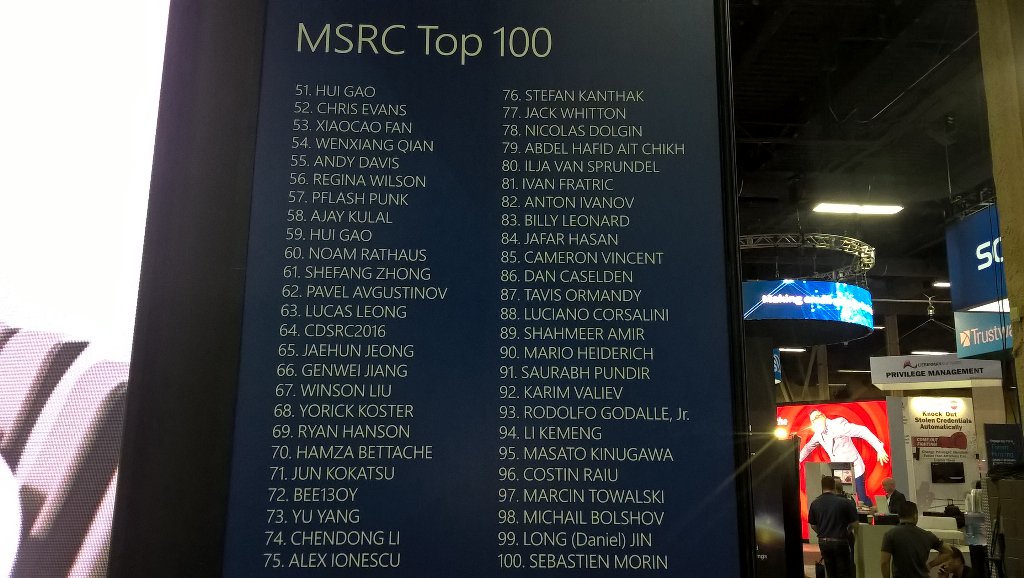 MSRC Top 100
51. HUI GAO
52. CHRIS EVANS
53. XIAOCAO FAN
54. WENXIANG QIAN
55. ANDY DAVIS
56. REGINA WILSON
57. PFLASH PUNK
58. AJAY KULAL
59. HUI GAO
60. NOAM RATHAUS
61. SHEFANG ZHONG
62. PAVEL AVGUSTINOV
63. LUCAS LEONG
64. CDSRC2016
65. JAEHUN JEONG
66. GENWEI JIANG
67. WINSON LIU
68. YORICK KOSTER
69. RYAN HANSON
70. HAMZA BETTACHE
71. JUN KOKATSU
72. BEE13OY
73. YU YANG
74. CHENDONG LI
75. ALEX IONESCU
76. STEFAN KANTHAK
77. JACK WHITTON
78. NICOLAS DOLGIN
79. ABDEL HAFID AIT CHIKH
80. ILJA VAN SPRUNDEL
81. IVAN FRATRIC
82. ANTON IVANOV
83. BILLY LEONARD
84. JAFAR HASAN
85. CAMERON VINCENT
86. DAN CASELDEN
87. TAVIS ORMANDY
88. LUCIANO CORSALINI
89. SHAHMEER AMIR
90. MARIO HEIDERICH
91. SAURABH PUNDIR
92. KARIM VALIEV
93. RODOLFO GODALLE, Jr.
94. LI KEMENG
95. MASATO KINUGAWA
96. COSTIN RAIU
97. MARCIN TOWALSKI
98. MICHAIL BOLSHOV
99. LONG (Daniel) JIN
100. SEBASTIEN MORIN
Making
SO
Trustw
PRIVILEGE MANAGEMENT
Knock Out
Stolen Credentials
Automatically